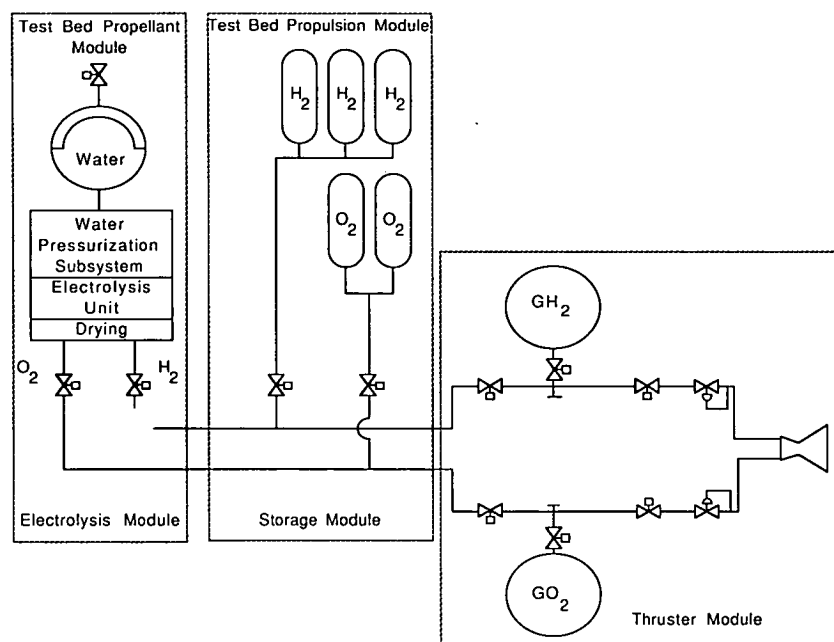 Test Bed Propellant
Module
Water
Water
Pressurization
Subsystem
Electrolysis
Unit
Drying
O2
H2
Electrolysis Module
Test Bed Propulsion Module
H2
H2
H2
O2
O2
Storage Module
GH2
GO2
Thruster Module